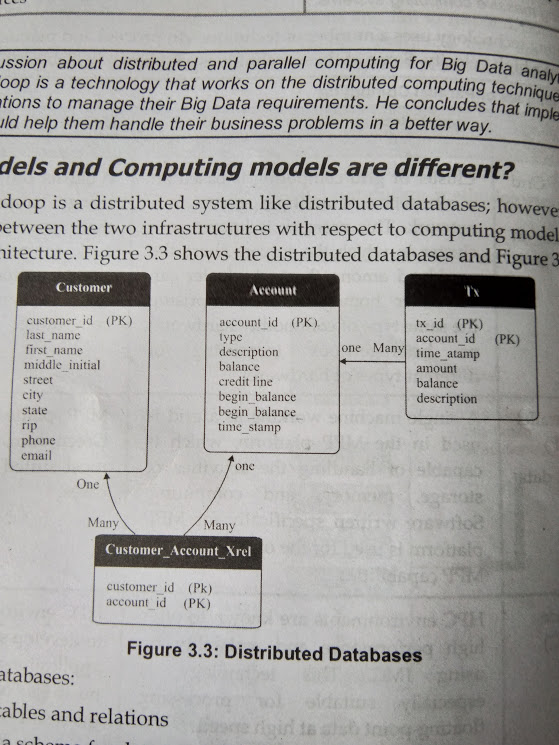 ussion about distributed and parallel computing for Big Data analy
loop is a technology that works on the distributed computing technique
ations to manage their Big Data requirements. He concludes that imple
uld help them handle their business problems in a better way.
dels and Computing models are different?
doop is a distributed system like distributed databases; howeve
between the two infrastructures with respect to computing model
hitecture. Figure 3.3 shows the distributed databases and Figure 3
Customer
customer_id (PK)
last_name
first_name
middle_initial
street
city
state
rip
phone
email
Account
account_id (PK)
type
description
balance
credit line
begin_balance
begin_balance
time_stamp
one Many
Tx
tx_id (PK)
account_id (PK)
time_atamp
amount
balance
description
One
one
Many
Many
Customer_Account_Xrel
customer_id (Pk)
account_id (PK)
Figure 3.3: Distributed Databases
atabases:
tables and relations